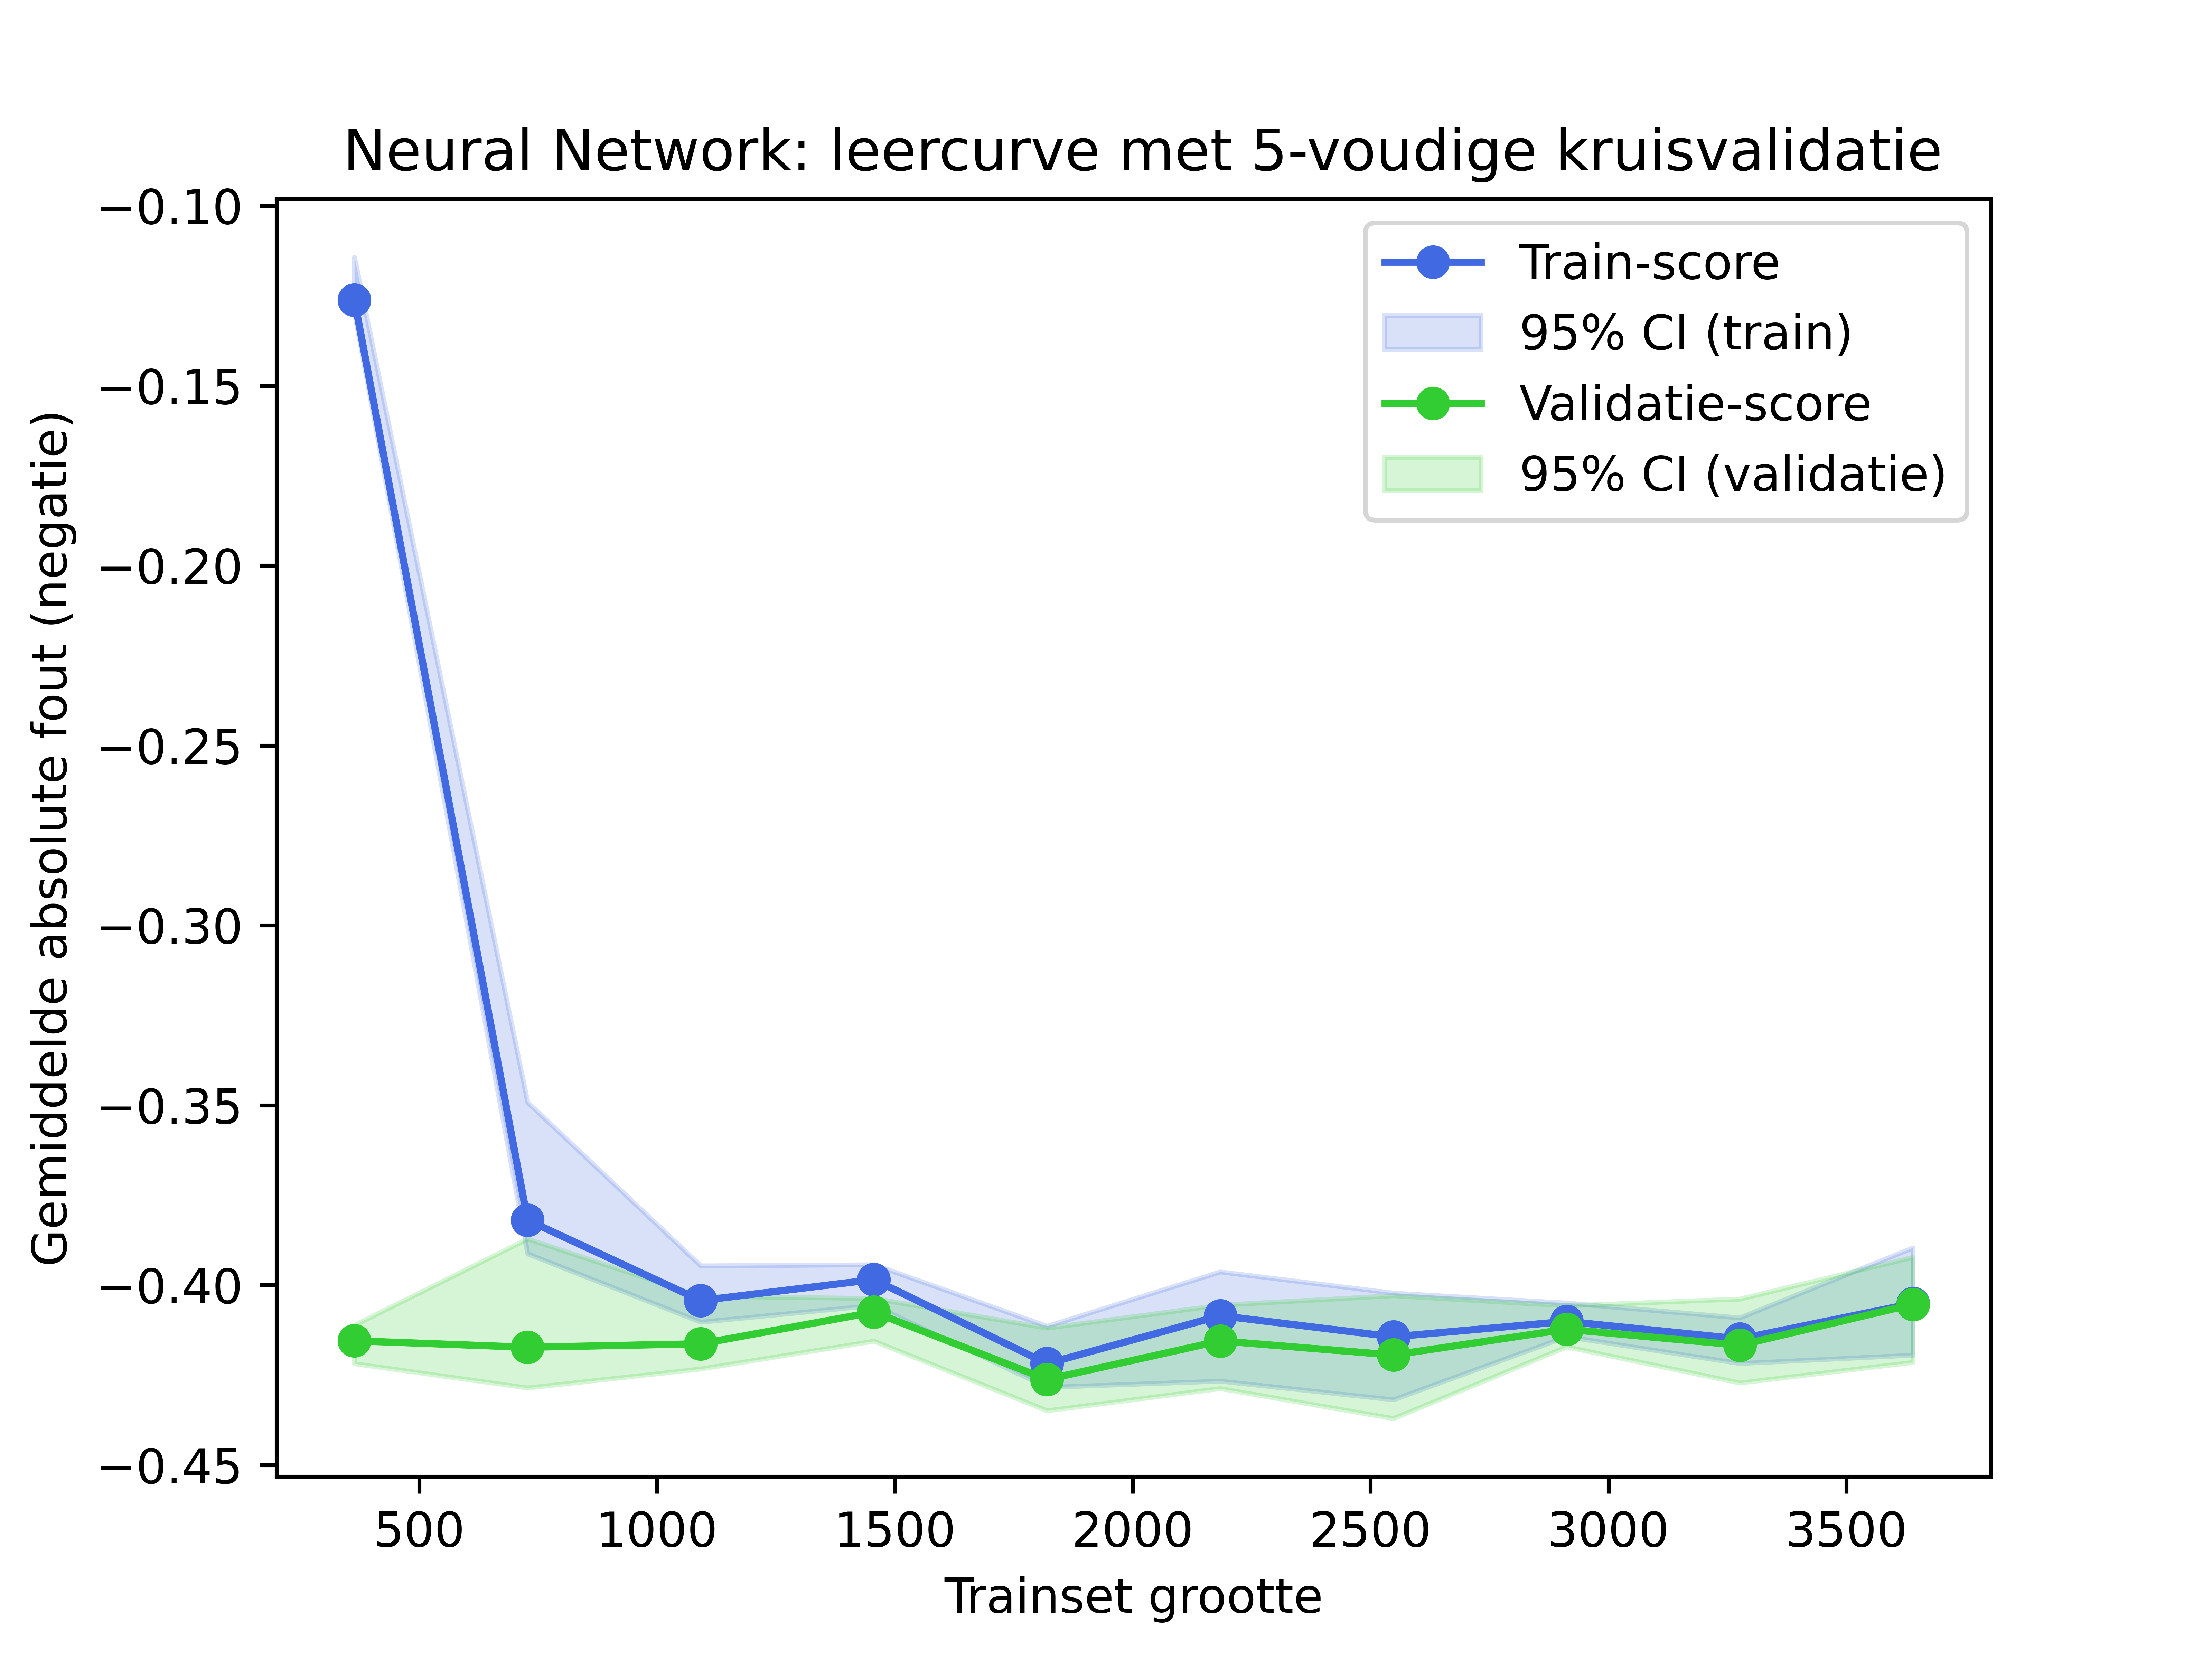 Neural Network: leercurve met 5-voudige kruisvalidatie
Gemiddelde absolute fout (negatie)
−0.10
−0.15
−0.20
−0.25
−0.30
−0.35
−0.40
−0.45
Train-score
95% CI (train)
Validatie-score
95% CI (validatie)
500 1000 1500 2000 2500 3000 3500
Trainset grootte